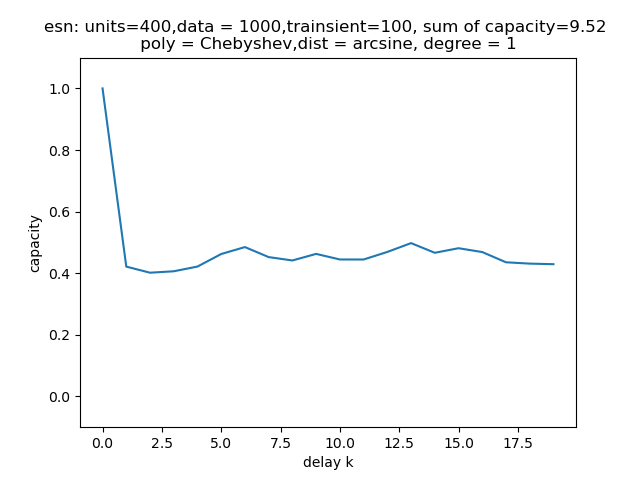 esn: units=400,data = 1000,trainsient=100, sum of capacity=9.52
poly = Chebyshev,dist = arcsine, degree = 1
1.0
0.8
0.6
0.4
0.2
0.0
capacity
0.0 2.5 5.0 7.5 10.0 12.5 15.0 17.5
delay k